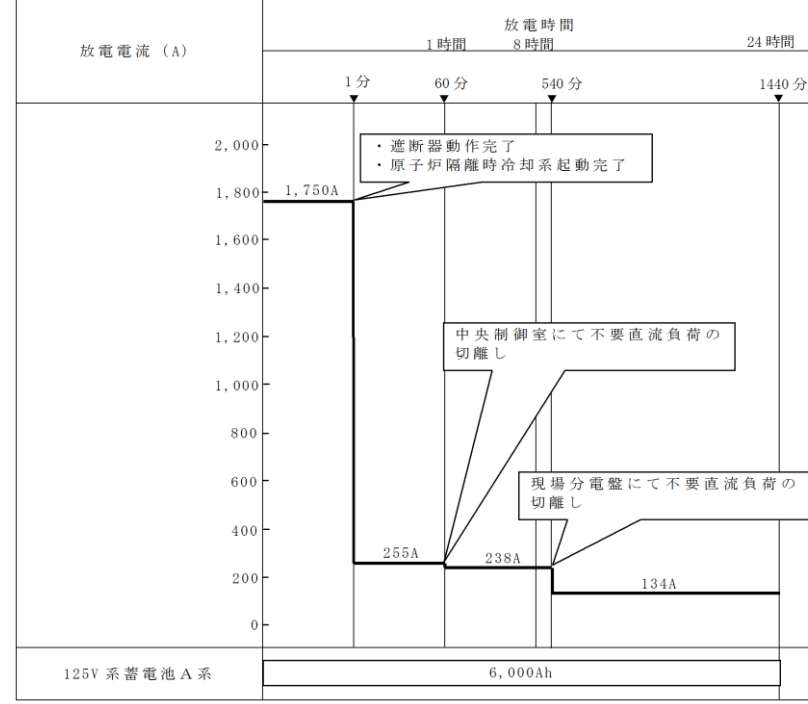 放電電流（A）
放電時間
1時間
8時間
24時間
1分
60分
540分
1440分
2,000
・遮断器動作完了
・原子炉隔離時冷却系起動完了
1,800
1,750A
1,600
1,400
1,200
中央制御室にて不要直流負荷の
切離し
1,000
800
600
現場分電盤にて不要直流負荷の
切離し
400
255A
238A
200
134A
0
125V系蓄電池A系
6,000Ah